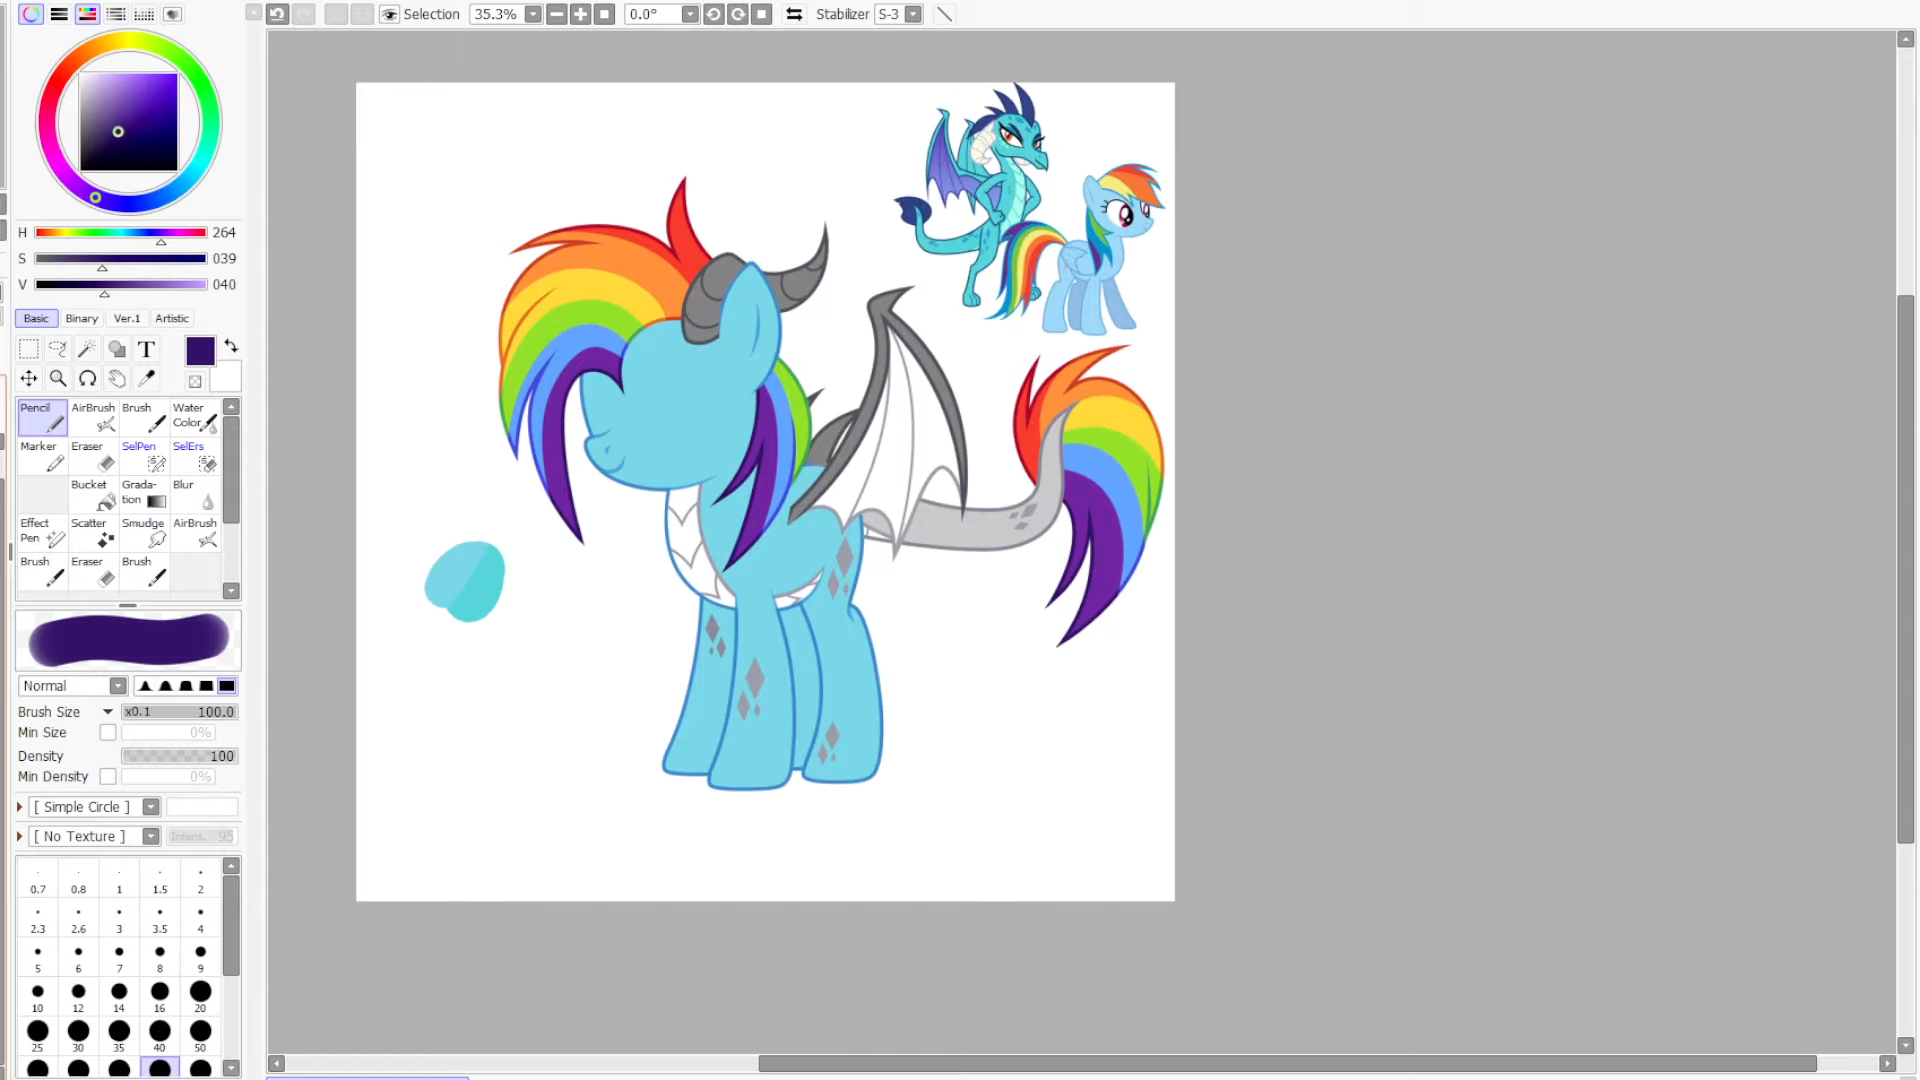 Selection 35.3% 0.0° Stabilizer S-3
H 264
S 039
V 040
Basic Binary Ver.1 Artistic
T
Pencil AirBrush Brush Water Color
Marker Eraser SelPen SelErs
Bucket Grada-tion Blur
Effect Pen Scatter Smudge AirBrush
Brush Eraser Brush
Normal
Brush Size x0.1 100.0
Min Size 0%
Density 100
Min Density 0%
[ Simple Circle ]
[ No Texture ] Intens. 95
0.7 0.8 1 1.5 2
2.3 2.6 3 3.5 4
5 6 7 8 9
10 12 14 16 20
25 30 35 40 50